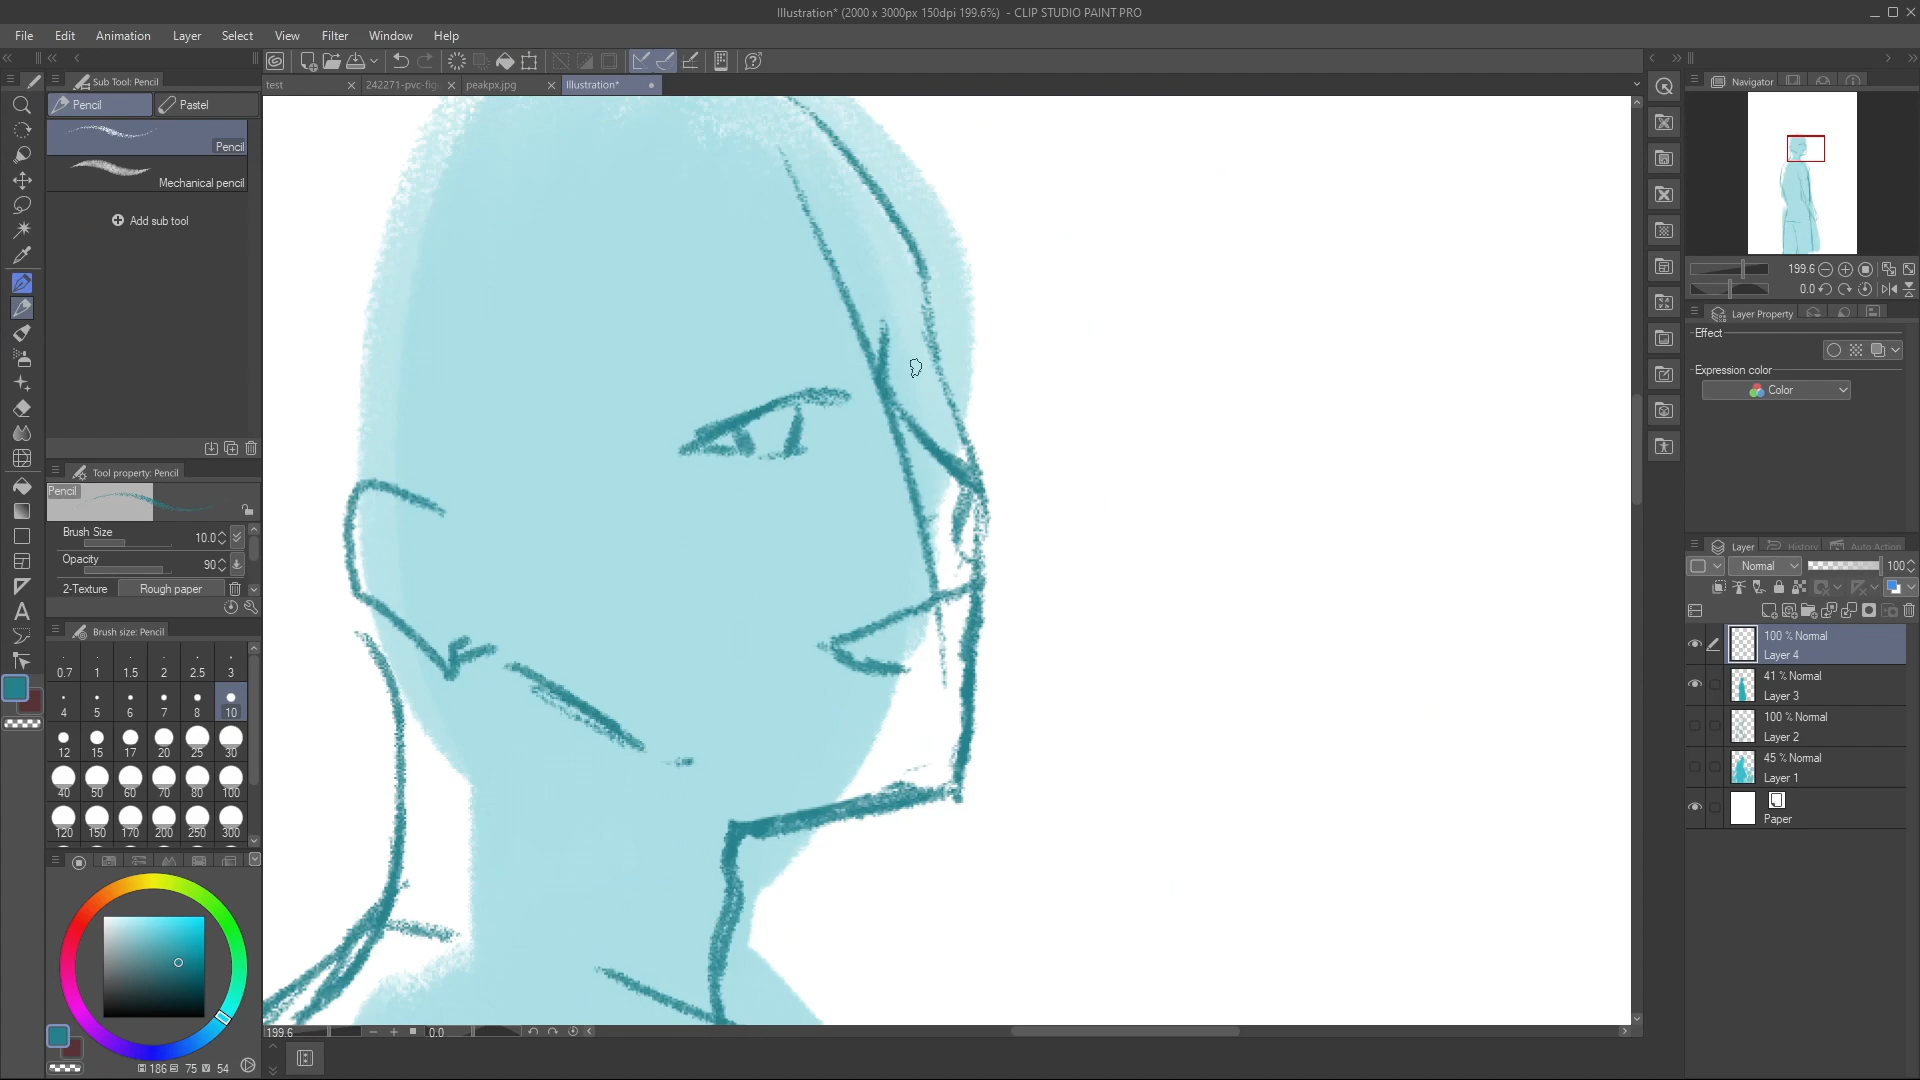 Illustration* (2000 x 3000px 150dpi 199.6%) - CLIP STUDIO PAINT PRO
File Edit Animation Layer Select View Filter Window Help
Sub Tool: Pencil
Pencil Pastel
Pencil
Mechanical pencil
Add sub tool
Tool property: Pencil
Pencil
Brush Size 10.0
Opacity 90
2-Texture Rough paper
Brush size: Pencil
0.7 1 1.5 2 2.5 3
4 5 6 7 8 10
12 15 17 20 25 30
40 50 60 70 80 100
120 150 170 200 250 300
H 186 S 75 V 54
test 242271-pvc-fig peakpx.jpg Illustration*
199.6 0.0
Navigator
199.6
0.0
Layer Property
Effect
Expression color
Color
Layer History Auto Action
Normal 100
100 % Normal
Layer 4
41 % Normal
Layer 3
100 % Normal
Layer 2
45 % Normal
Layer 1
Paper